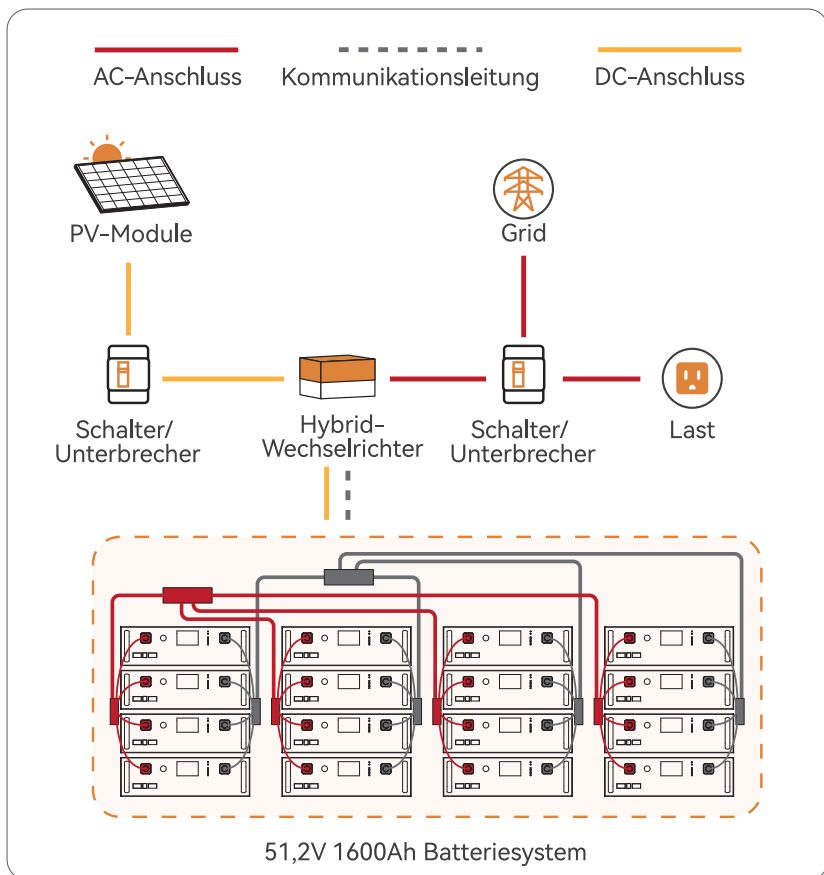 AC-Anschluss
Kommunikationsleitung
DC-Anschluss
PV-Module
Grid
Schalter/
Unterbrecher
Hybrid-
Wechselrichter
Schalter/
Unterbrecher
Last
51,2V 1600Ah Batteriesystem